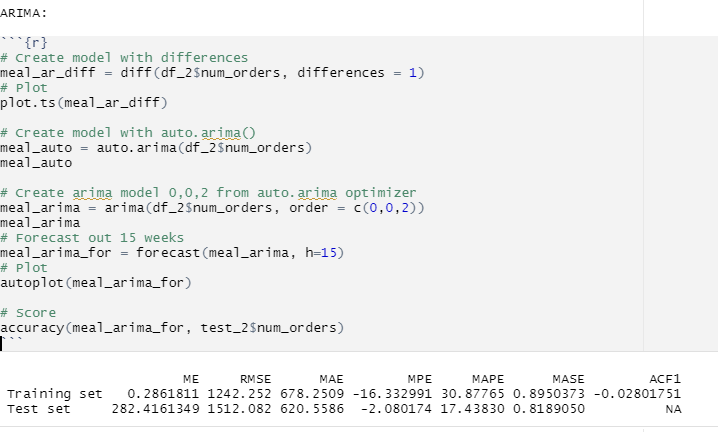 ARIMA:
```{r}
# Create model with differences
meal_ar_diff = diff(df_2$num_orders, differences = 1)
# Plot
plot.ts(meal_ar_diff)
# Create model with auto.arima()
meal_auto = auto.arima(df_2$num_orders)
meal_auto
# Create arima model 0,0,2 from auto.arima optimizer
meal_arima = arima(df_2$num_orders, order = c(0,0,2))
meal_arima
# Forecast out 15 weeks
meal_arima_for = forecast(meal_arima, h=15)
# Plot
autoplot(meal_arima_for)
# Score
accuracy(meal_arima_for, test_2$num_orders)
```
ME RMSE MAE MPE MAPE MASE ACF1
Training set 0.2861811 1242.252 678.2509 -16.332991 30.87765 0.8950373 -0.02801751
Test set 282.4161349 1512.082 620.5586 -2.080174 17.43830 0.8189050 NA